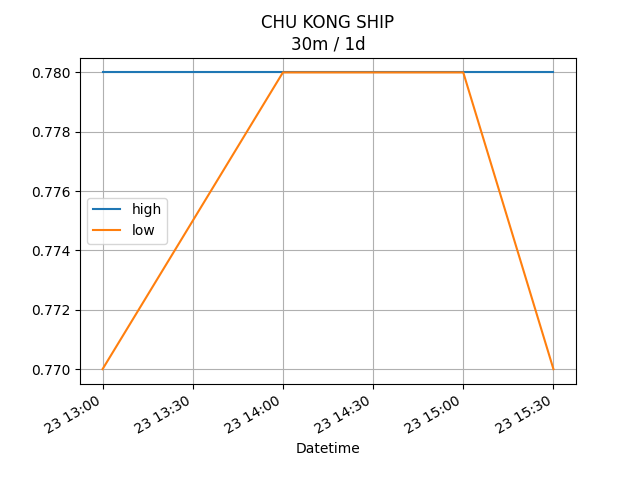 CHU KONG SHIP
30m / 1d
0.780
0.778
0.776
0.774
0.772
0.770
high
low
23 13:00
23 13:30
23 14:00
23 14:30
23 15:00
23 15:30
Datetime